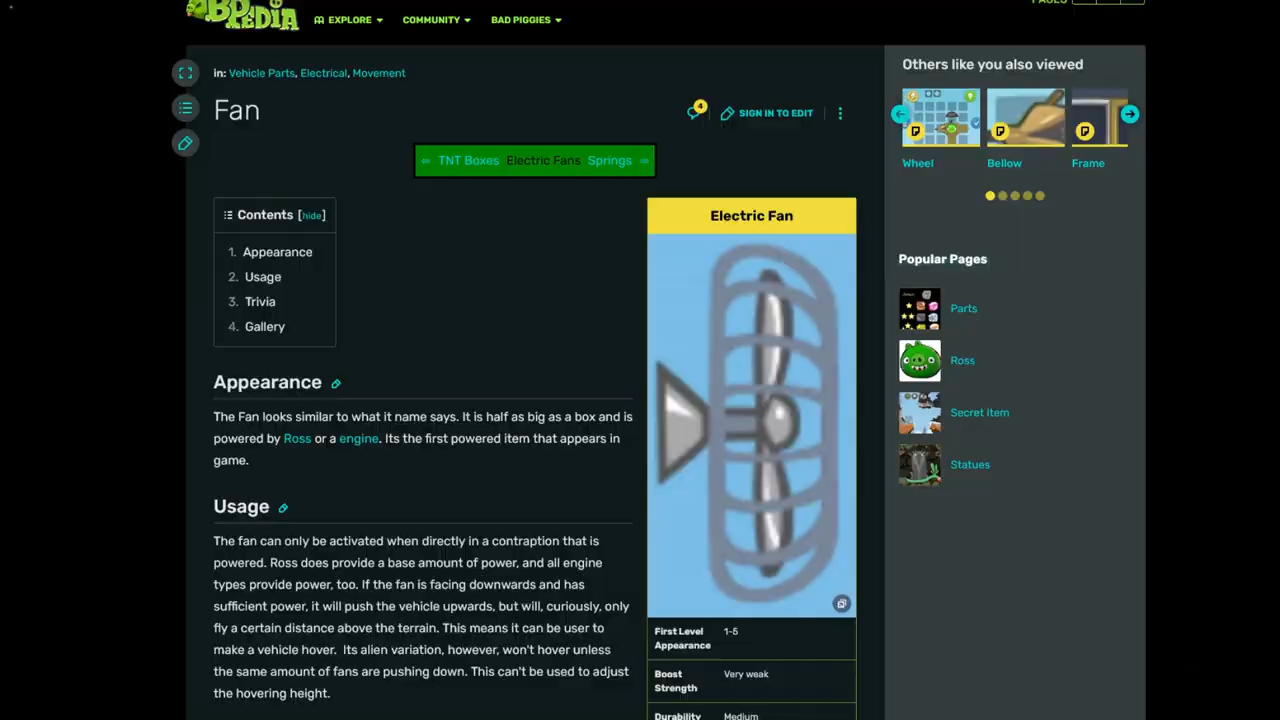 BPPEDIA
EXPLORE
COMMUNITY
BAD PIGGIES
PAGES
in: Vehicle Parts, Electrical, Movement
Fan
4
SIGN IN TO EDIT
⇐ TNT Boxes Electric Fans Springs ⇒
Contents [hide]
1. Appearance
2. Usage
3. Trivia
4. Gallery
Appearance
The Fan looks similar to what it name says. It is half as big as a box and is
powered by Ross or a engine. Its the first powered item that appears in
game.
Usage
The fan can only be activated when directly in a contraption that is
powered. Ross does provide a base amount of power, and all engine
types provide power, too. If the fan is facing downwards and has
sufficient power, it will push the vehicle upwards, but will, curiously, only
fly a certain distance above the terrain. This means it can be user to
make a vehicle hover. Its alien variation, however, won't hover unless
the same amount of fans are pushing down. This can't be used to adjust
the hovering height.
Electric Fan
First Level
Appearance
1-5
Boost
Strength
Very weak
Durability
Medium
Others like you also viewed
Wheel
Bellow
Frame
Popular Pages
Parts
Ross
Secret Item
Statues